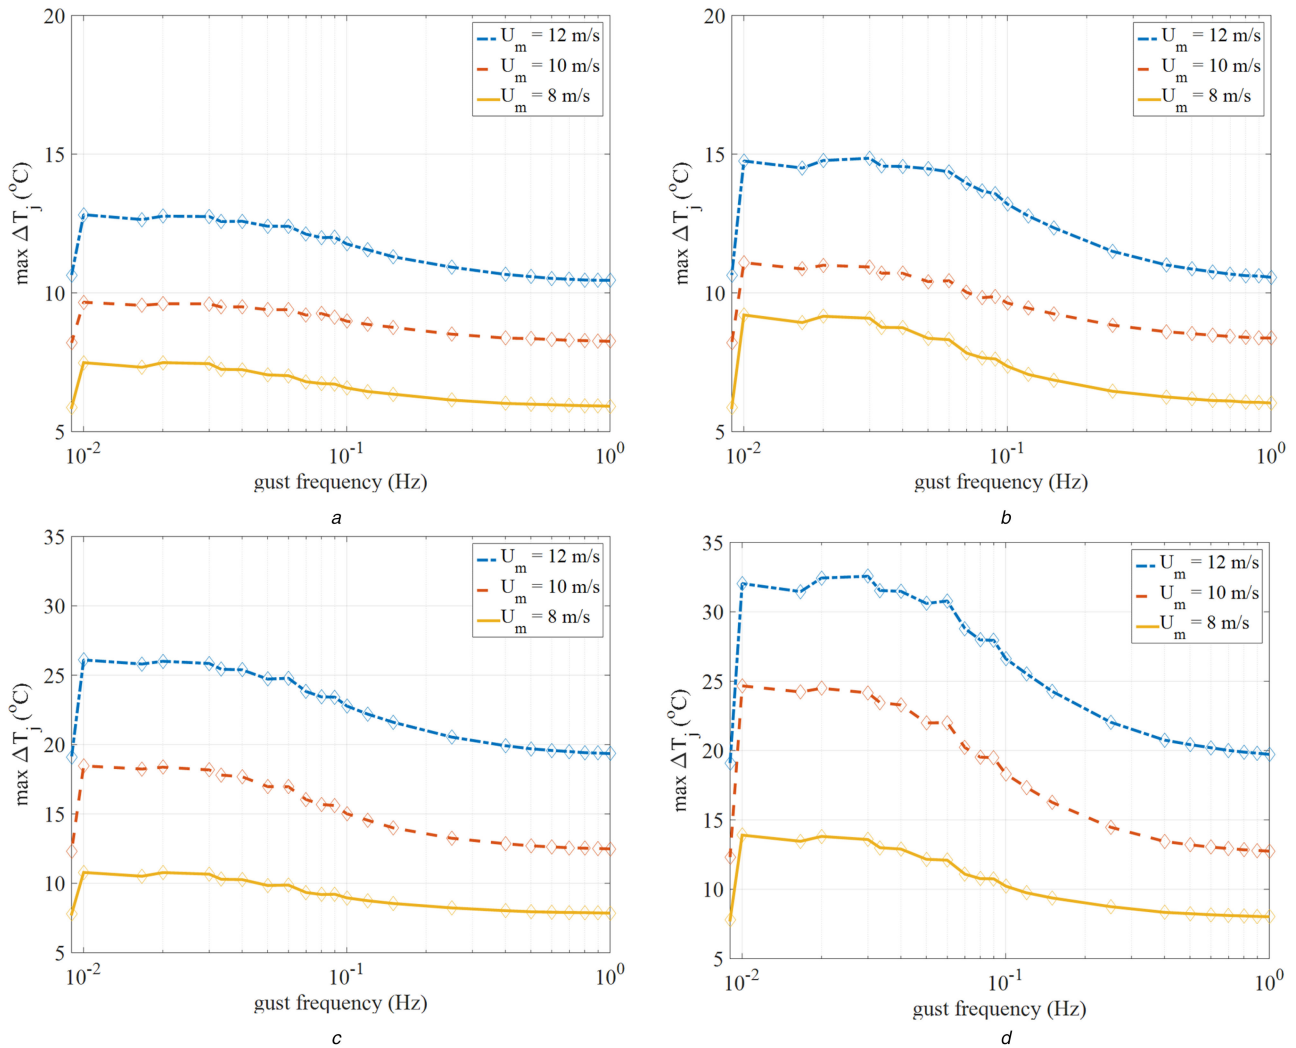 20
15
10
5
max ΔT_j (°C)
U_m = 12 m/s
U_m = 10 m/s
U_m = 8 m/s
10^-2
10^-1
10^0
gust frequency (Hz)
a
20
15
10
5
max ΔT_j (°C)
U_m = 12 m/s
U_m = 10 m/s
U_m = 8 m/s
10^-2
10^-1
10^0
gust frequency (Hz)
b
35
30
25
20
15
10
5
max ΔT_j (°C)
U_m = 12 m/s
U_m = 10 m/s
U_m = 8 m/s
10^-2
10^-1
10^0
gust frequency (Hz)
c
35
30
25
20
15
10
5
max ΔT_j (°C)
U_m = 12 m/s
U_m = 10 m/s
U_m = 8 m/s
10^-2
10^-1
10^0
gust frequency (Hz)
d